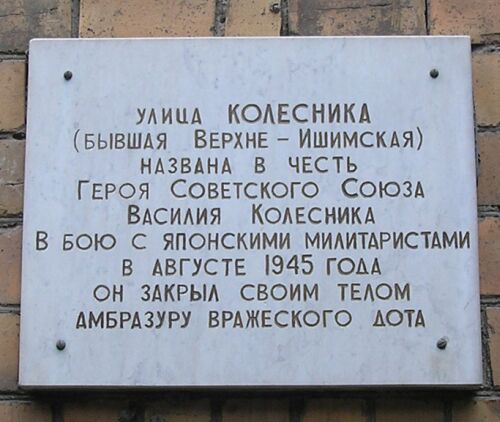 УЛИЦА КОЛЕСНИКА
(БЫВШАЯ ВЕРХНЕ – ИШИМСКАЯ)
НАЗВАНА В ЧЕСТЬ
ГЕРОЯ СОВЕТСКОГО СОЮЗА
ВАСИЛИЯ КОЛЕСНИКА
В БОЮ С ЯПОНСКИМИ МИЛИТАРИСТАМИ
В АВГУСТЕ 1945 ГОДА
ОН ЗАКРЫЛ СВОИМ ТЕЛОМ
АМБРАЗУРУ ВРАЖЕСКОГО ДОТА